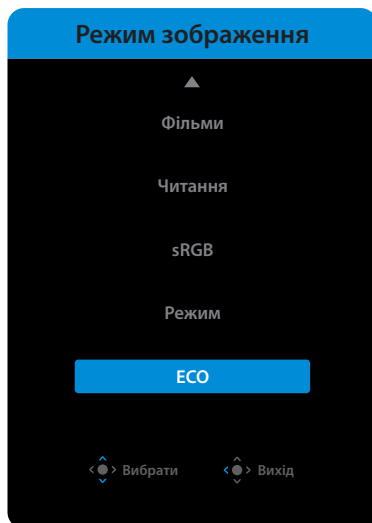 Режим зображення
Фільми
Читання
sRGB
Режим
ECO
Вибрати Вихід